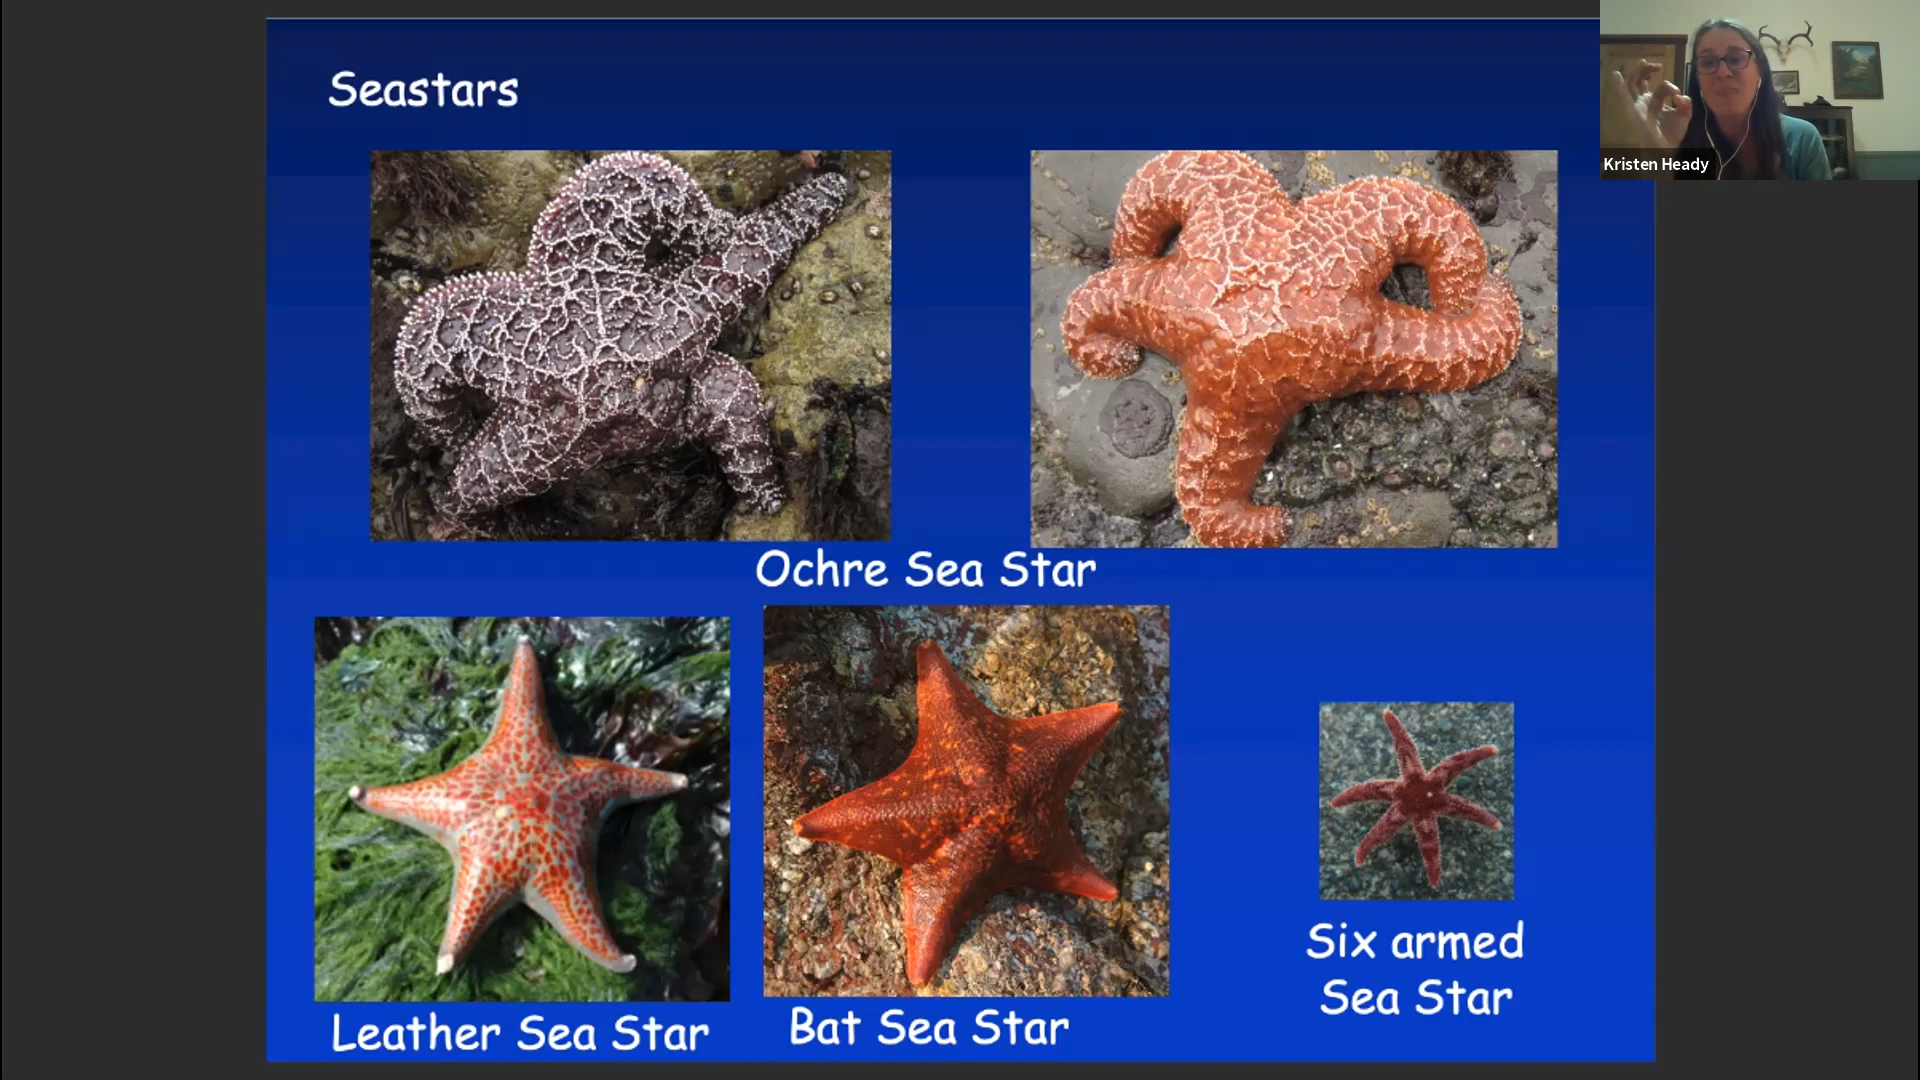 Seastars
Kristen Heady
Ochre Sea Star
Leather Sea Star
Bat Sea Star
Six armed
Sea Star